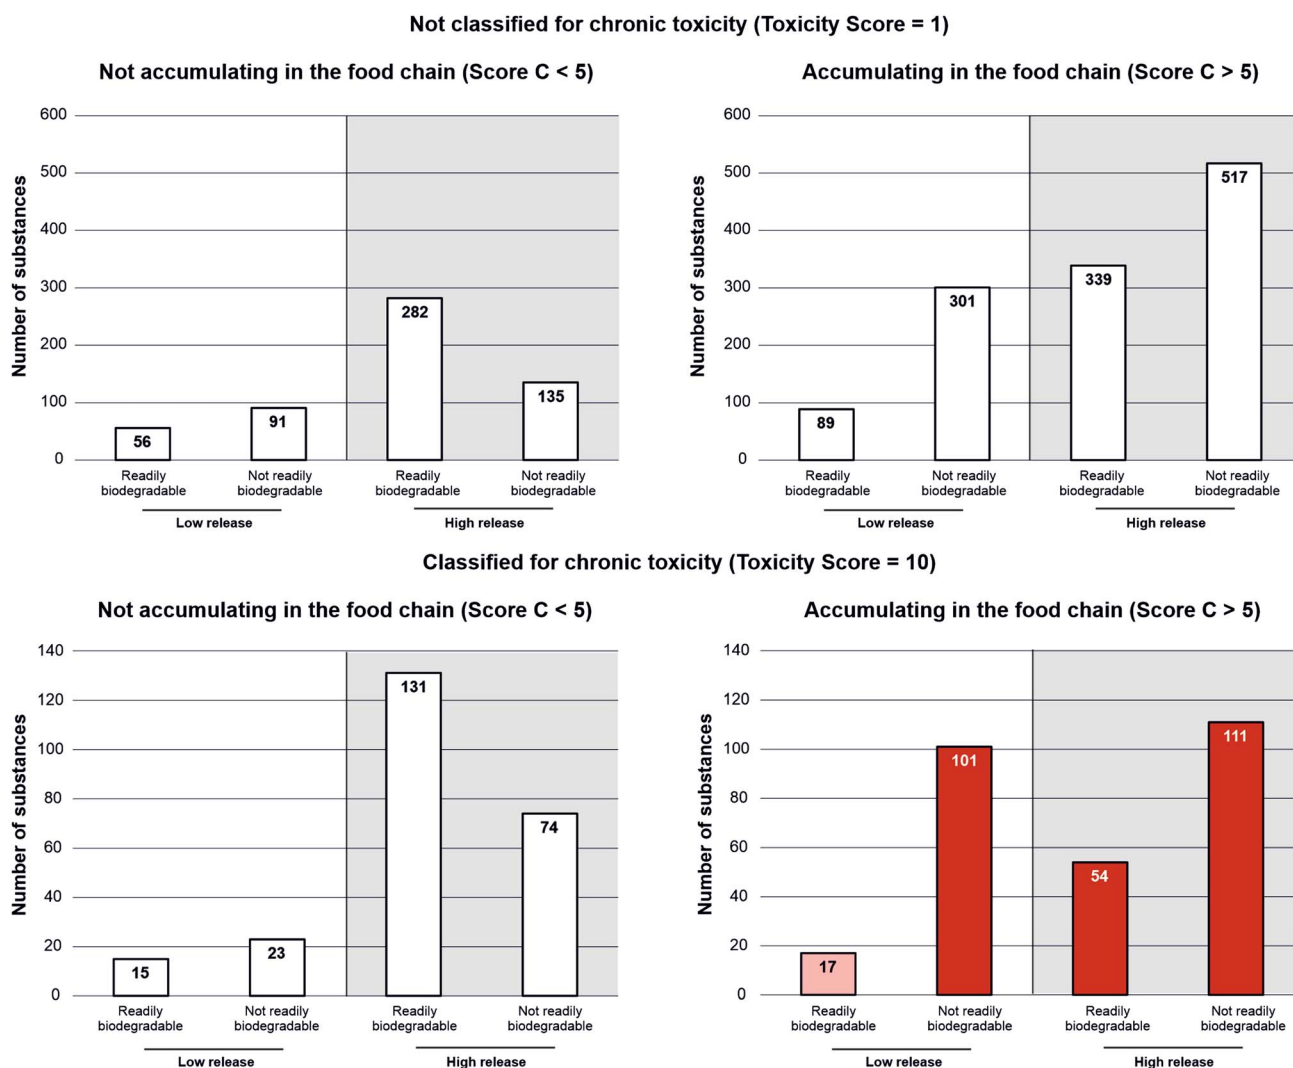 Not classified for chronic toxicity (Toxicity Score = 1)
Not accumulating in the food chain (Score C < 5)
Number of substances
600
500
400
300
200
100
0
56
91
282
135
Readily biodegradable
Not readily biodegradable
Readily biodegradable
Not readily biodegradable
Low release
High release
Accumulating in the food chain (Score C > 5)
Number of substances
600
500
400
300
200
100
0
89
301
339
517
Readily biodegradable
Not readily biodegradable
Readily biodegradable
Not readily biodegradable
Low release
High release
Classified for chronic toxicity (Toxicity Score = 10)
Not accumulating in the food chain (Score C < 5)
Number of substances
140
120
100
80
60
40
20
0
15
23
131
74
Readily biodegradable
Not readily biodegradable
Readily biodegradable
Not readily biodegradable
Low release
High release
Accumulating in the food chain (Score C > 5)
Number of substances
140
120
100
80
60
40
20
0
17
101
54
111
Readily biodegradable
Not readily biodegradable
Readily biodegradable
Not readily biodegradable
Low release
High release